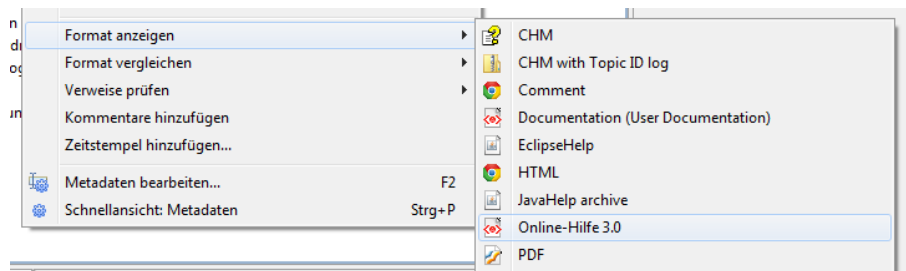 Format anzeigen
Format vergleichen
Verweise prüfen
Kommentare hinzufügen
Zeitstempel hinzufügen...
Metadaten bearbeiten... F2
Schnellansicht: Metadaten Strg+P
CHM
CHM with Topic ID log
Comment
Documentation (User Documentation)
EclipseHelp
HTML
JavaHelp archive
Online-Hilfe 3.0
PDF